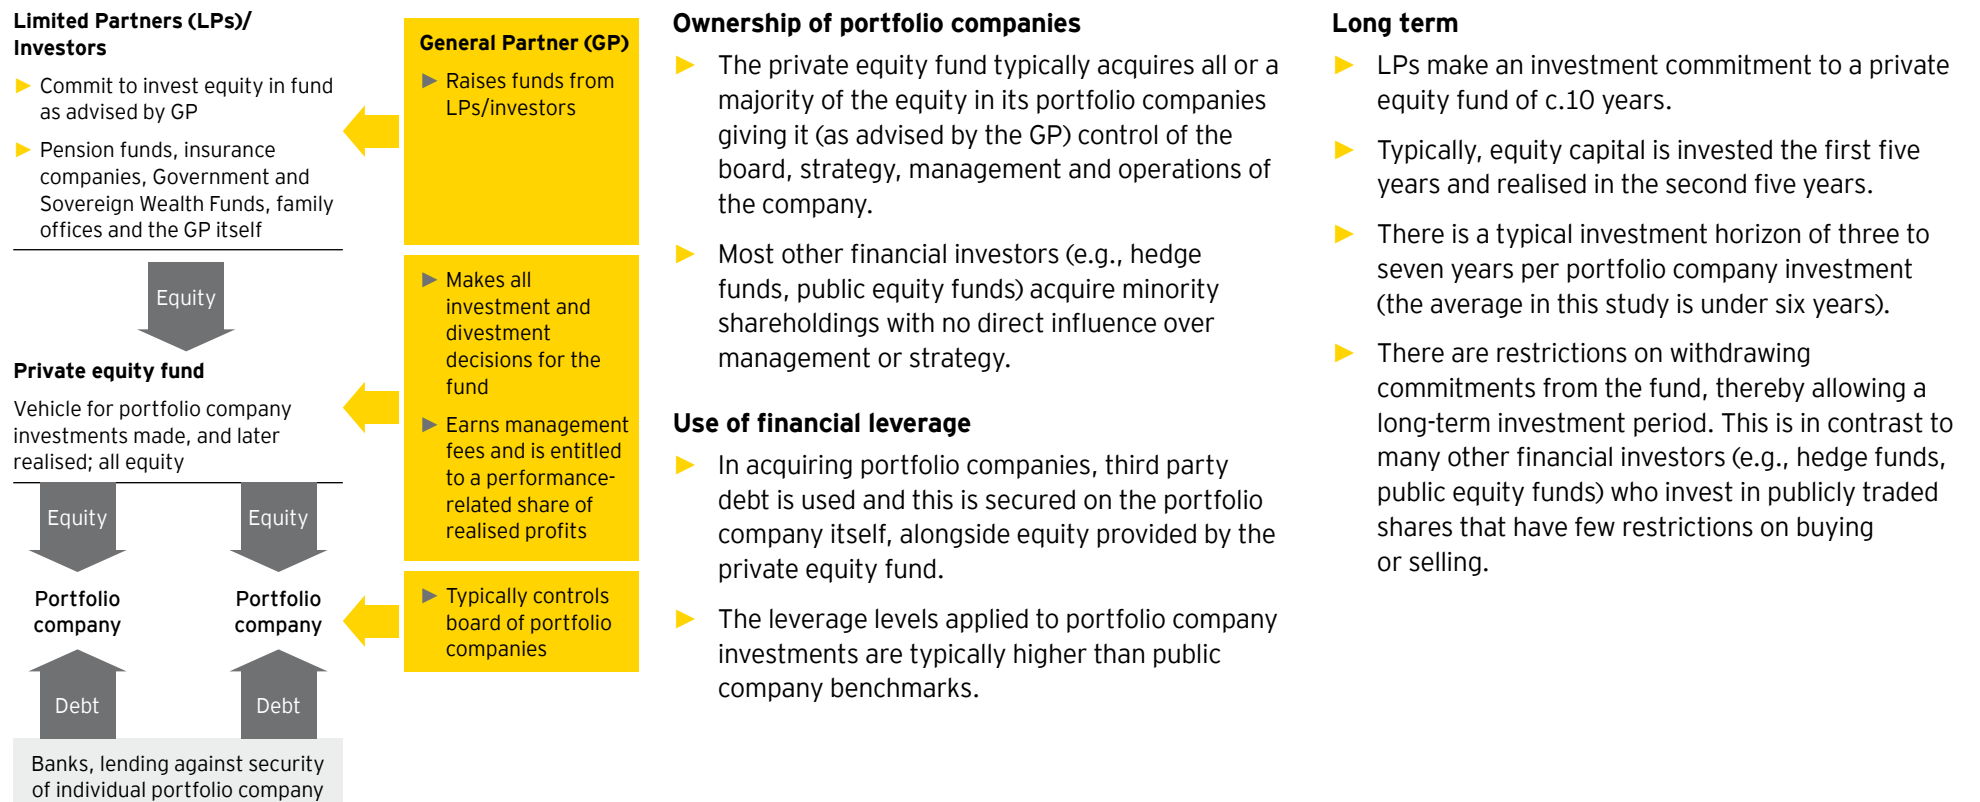 Limited Partners (LPs)/
Investors
► Commit to invest equity in fund
as advised by GP
► Pension funds, insurance
companies, Government and
Sovereign Wealth Funds, family
offices and the GP itself
Equity
Private equity fund
Vehicle for portfolio company
investments made, and later
realised; all equity
Equity
Equity
Portfolio
company
Portfolio
company
Debt
Debt
Banks, lending against security
of individual portfolio company
General Partner (GP)
► Raises funds from
LPs/investors
► Makes all
investment and
divestment
decisions for the
fund
► Earns management
fees and is entitled
to a performance-
related share of
realised profits
► Typically controls
board of portfolio
companies
Ownership of portfolio companies
► The private equity fund typically acquires all or a
majority of the equity in its portfolio companies
giving it (as advised by the GP) control of the
board, strategy, management and operations of
the company.
► Most other financial investors (e.g., hedge
funds, public equity funds) acquire minority
shareholdings with no direct influence over
management or strategy.
Use of financial leverage
► In acquiring portfolio companies, third party
debt is used and this is secured on the portfolio
company itself, alongside equity provided by the
private equity fund.
► The leverage levels applied to portfolio company
investments are typically higher than public
company benchmarks.
Long term
► LPs make an investment commitment to a private
equity fund of c.10 years.
► Typically, equity capital is invested the first five
years and realised in the second five years.
► There is a typical investment horizon of three to
seven years per portfolio company investment
(the average in this study is under six years).
► There are restrictions on withdrawing
commitments from the fund, thereby allowing a
long-term investment period. This is in contrast to
many other financial investors (e.g., hedge funds,
public equity funds) who invest in publicly traded
shares that have few restrictions on buying
or selling.